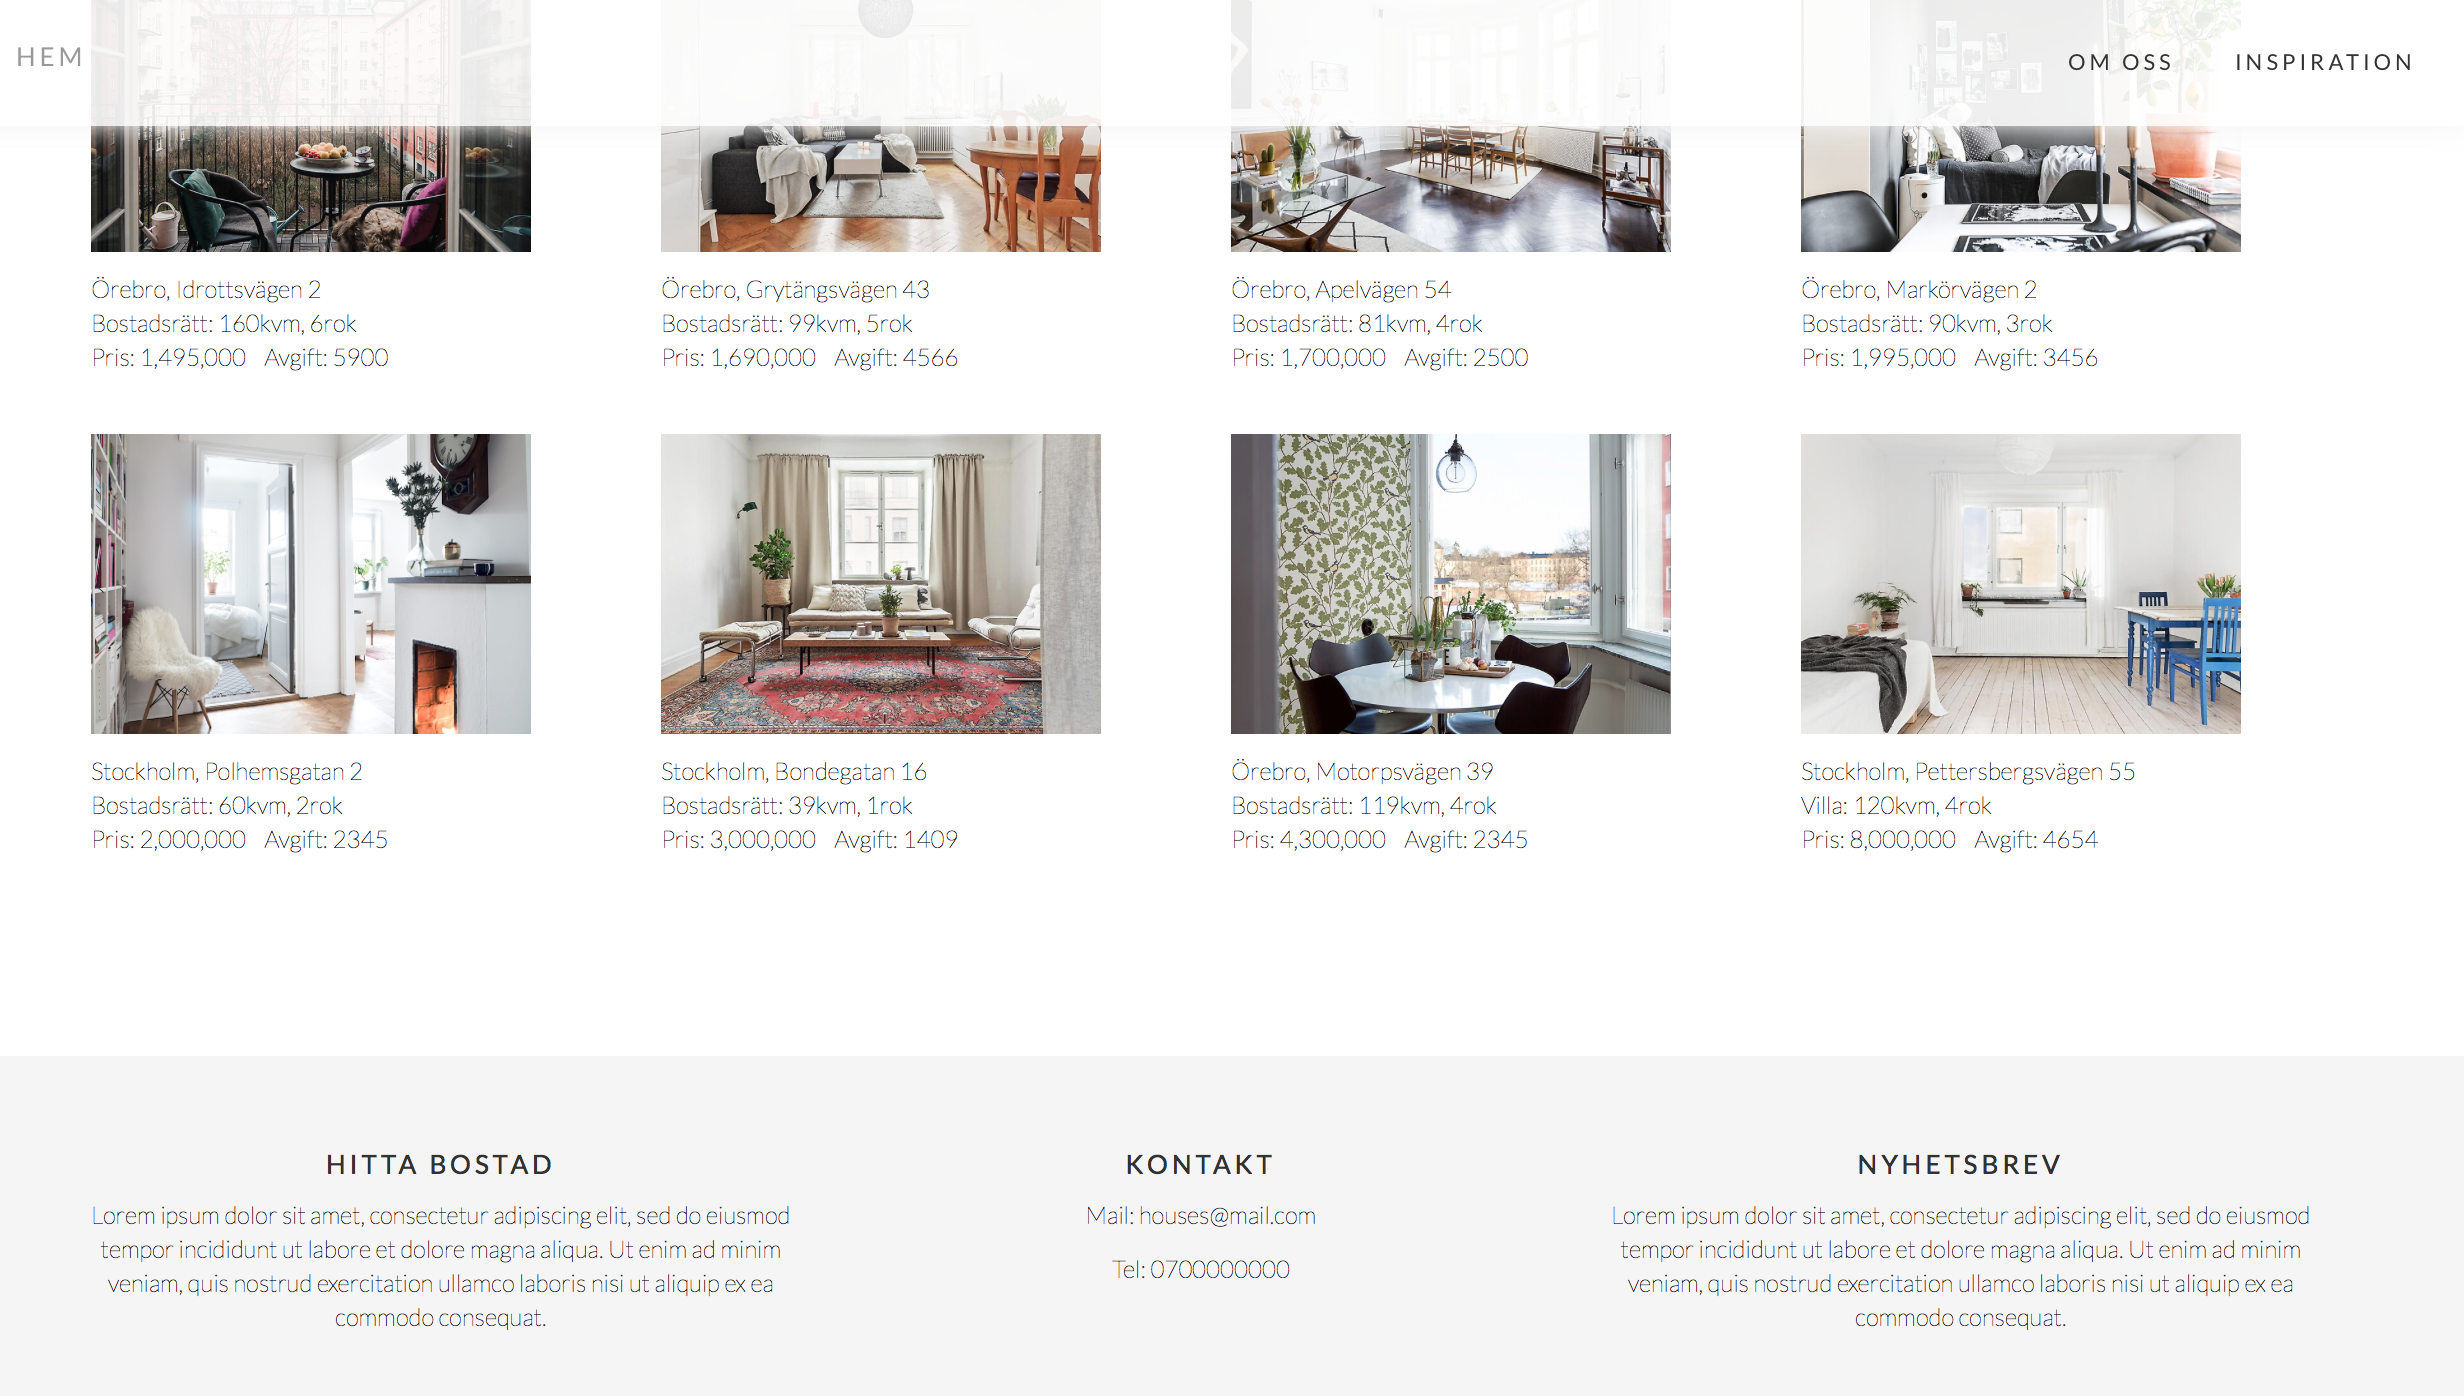 HEM
OM OSS
INSPIRATION
Örebro, Idrottsvägen 2
Bostadsrätt: 160kvm, 6rok
Pris: 1,495,000 Avgift: 5900
Örebro, Grytängsvägen 43
Bostadsrätt: 99kvm, 5rok
Pris: 1,690,000 Avgift: 4566
Örebro, Apelvägen 54
Bostadsrätt: 81kvm, 4rok
Pris: 1,700,000 Avgift: 2500
Örebro, Markörvägen 2
Bostadsrätt: 90kvm, 3rok
Pris: 1,995,000 Avgift: 3456
Stockholm, Polhemsgatan 2
Bostadsrätt: 60kvm, 2rok
Pris: 2,000,000 Avgift: 2345
Stockholm, Bondegatan 16
Bostadsrätt: 39kvm, 1rok
Pris: 3,000,000 Avgift: 1409
Örebro, Motorpsvägen 39
Bostadsrätt: 119kvm, 4rok
Pris: 4,300,000 Avgift: 2345
Stockholm, Pettersbergsvägen 55
Villa: 120kvm, 4rok
Pris: 8,000,000 Avgift: 4654
HITTA BOSTAD
Lorem ipsum dolor sit amet, consectetur adipiscing elit, sed do eiusmod
tempor incididunt ut labore et dolore magna aliqua. Ut enim ad minim
veniam, quis nostrud exercitation ullamco laboris nisi ut aliquip ex ea
commodo consequat.
KONTAKT
Mail: houses@mail.com
Tel: 0700000000
NYHETSBREV
Lorem ipsum dolor sit amet, consectetur adipiscing elit, sed do eiusmod
tempor incididunt ut labore et dolore magna aliqua. Ut enim ad minim
veniam, quis nostrud exercitation ullamco laboris nisi ut aliquip ex ea
commodo consequat.